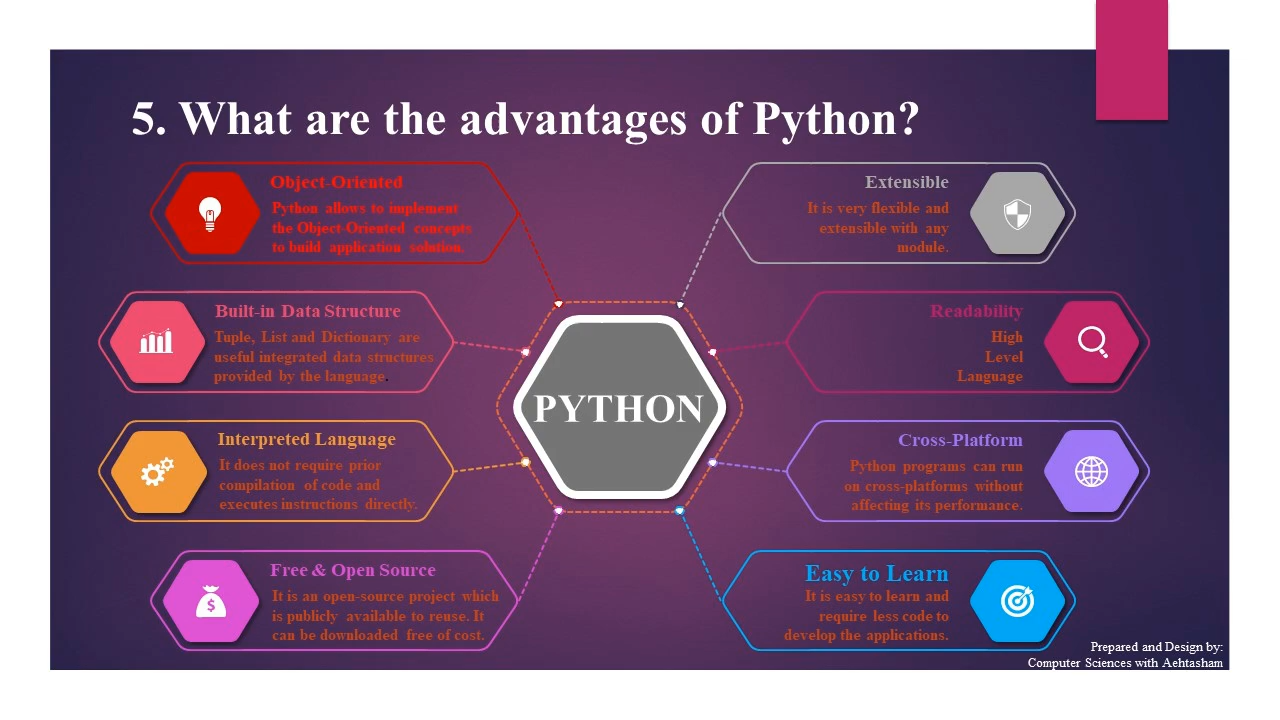 5. What are the advantages of Python?
Object-Oriented
Python allows to implement
the Object-Oriented concepts
to build application solution.
Built-in Data Structure
Tuple, List and Dictionary are
useful integrated data structures
provided by the language.
Interpreted Language
It does not require prior
compilation of code and
executes instructions directly.
Free & Open Source
It is an open-source project which
is publicly available to reuse. It
can be downloaded free of cost.
$
PYTHON
Extensible
It is very flexible and
extensible with any
module.
Readability
High
Level
Language
Cross-Platform
Python programs can run
on cross-platforms without
affecting its performance.
Easy to Learn
It is easy to learn and
require less code to
develop the applications.
Prepared and Design by:
Computer Sciences with Aehtasham